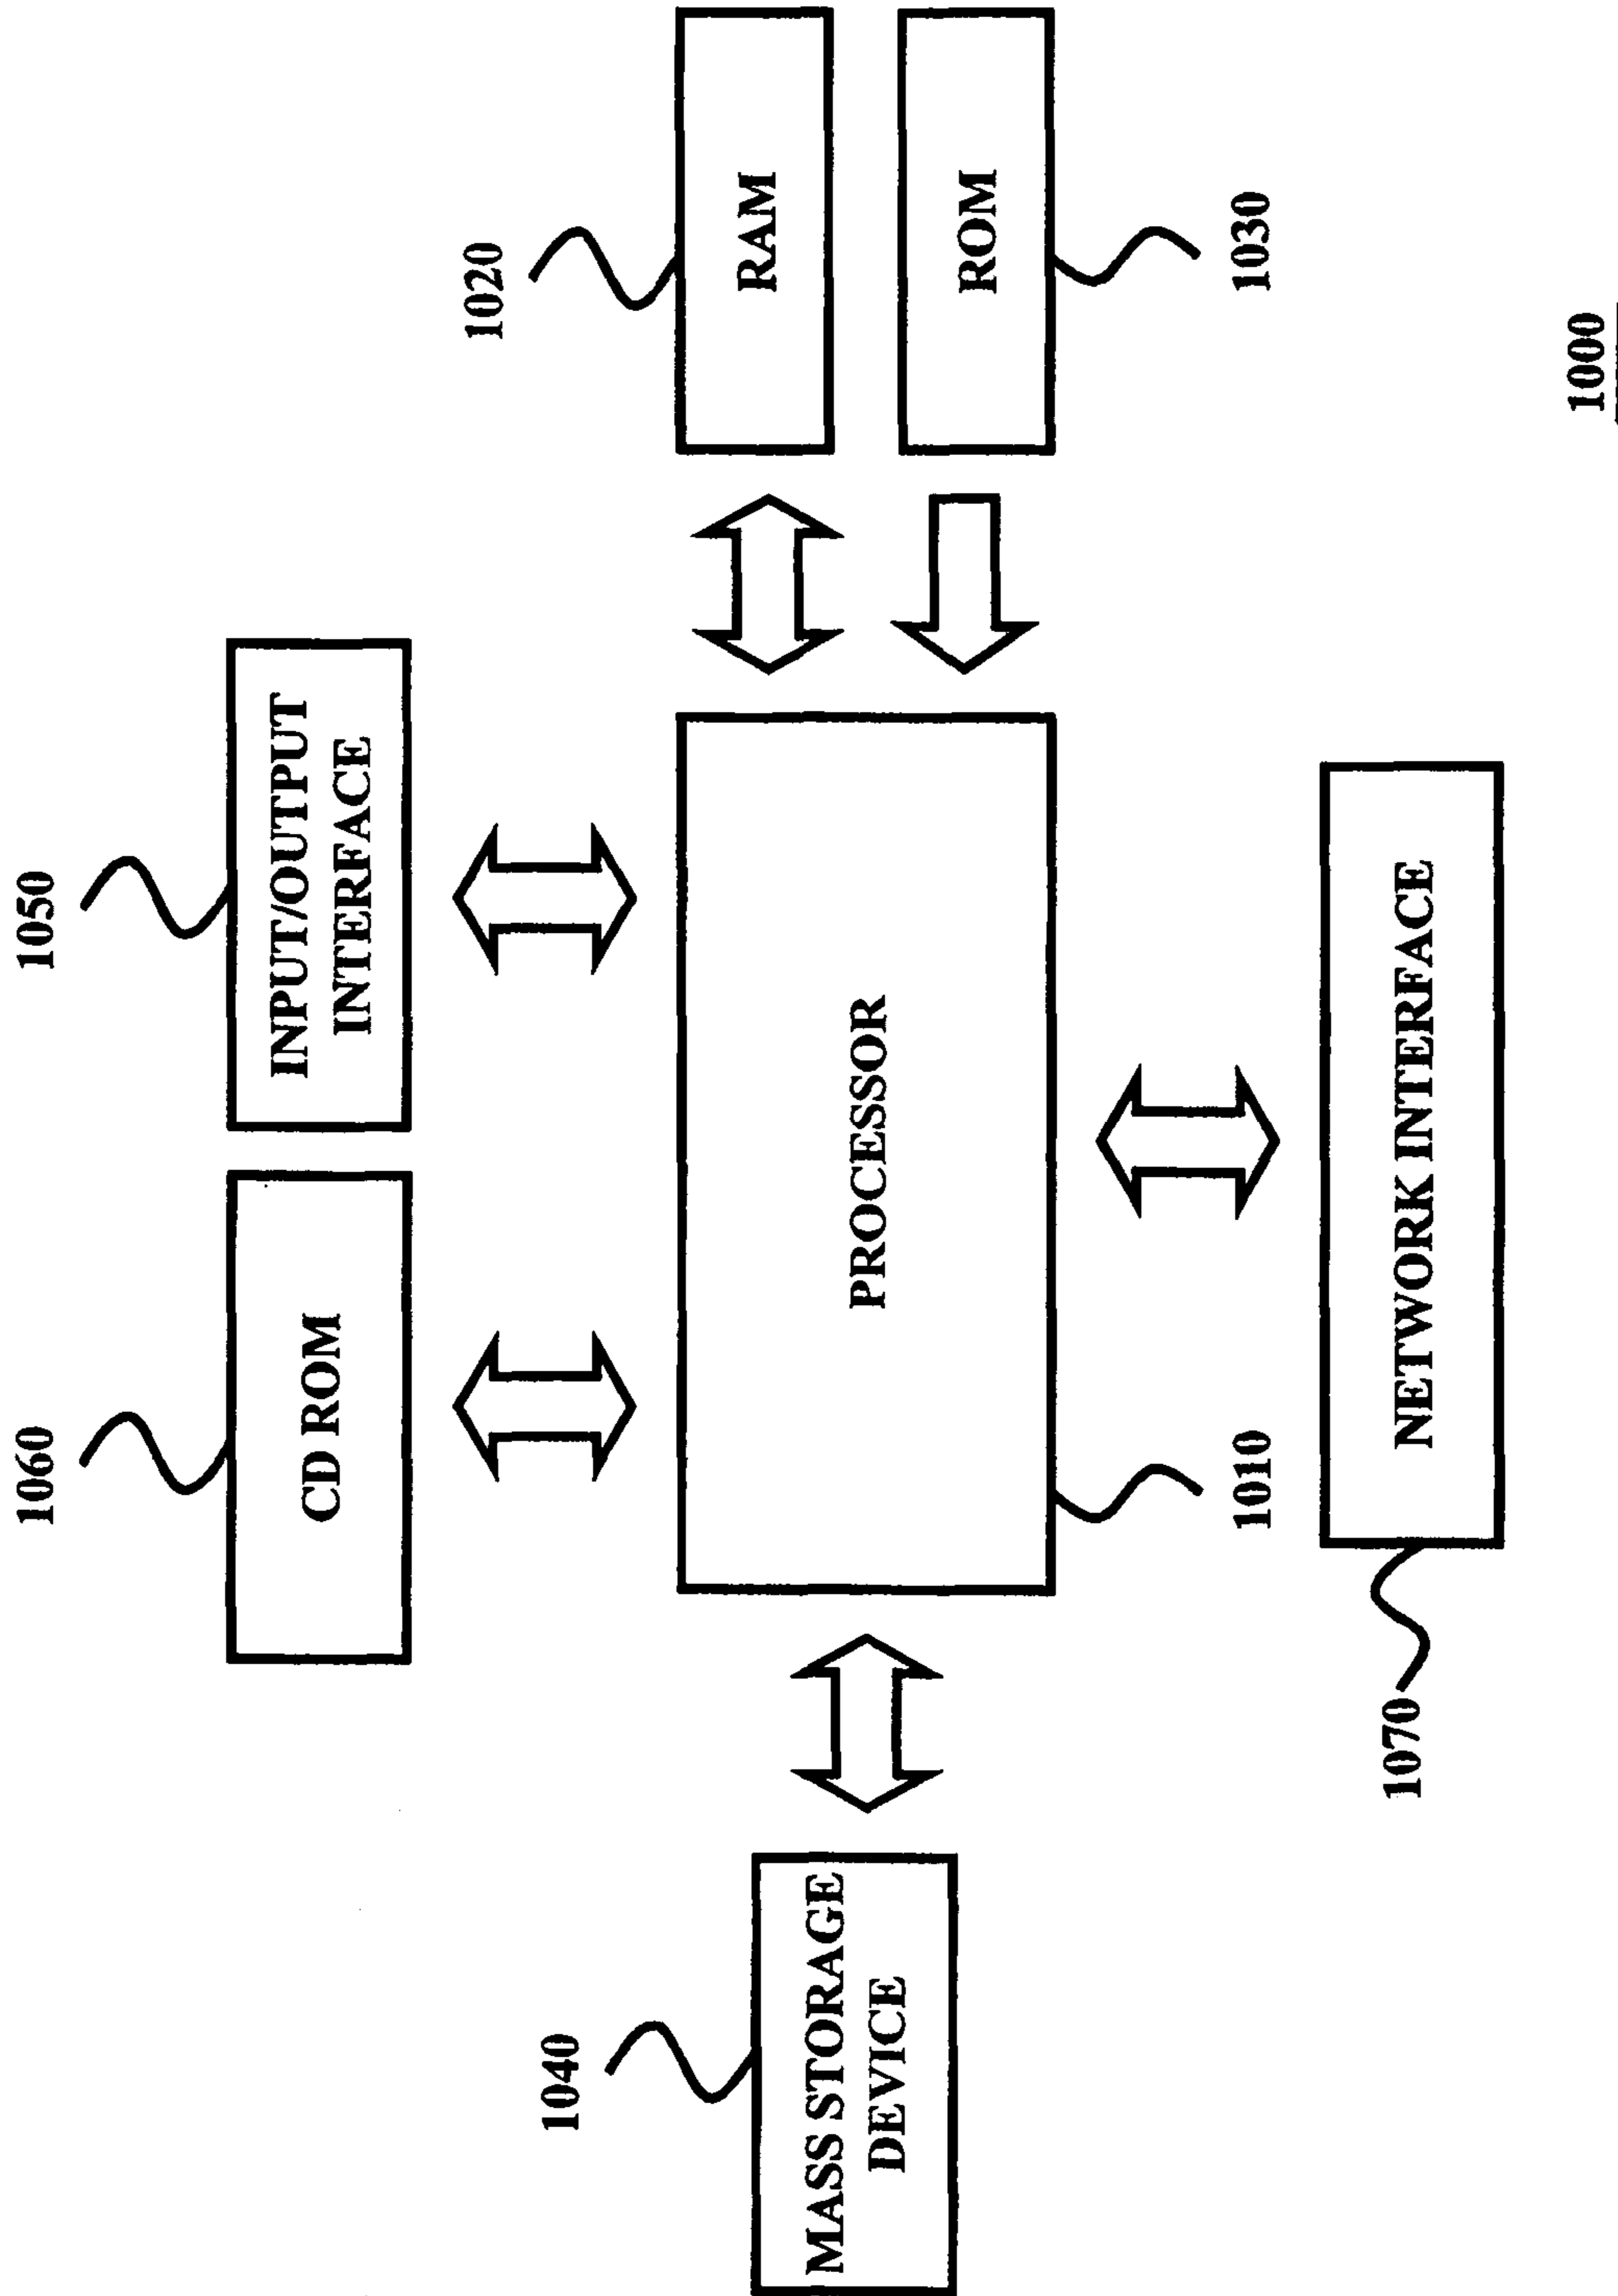 1060
1050
CD ROM
INPUT/OUTPUT
INTERFACE
1040
1020
MASS STORAGE
DEVICE
PROCESSOR
RAM
ROM
1010
1030
1070
NETWORK INTERFACE
1000